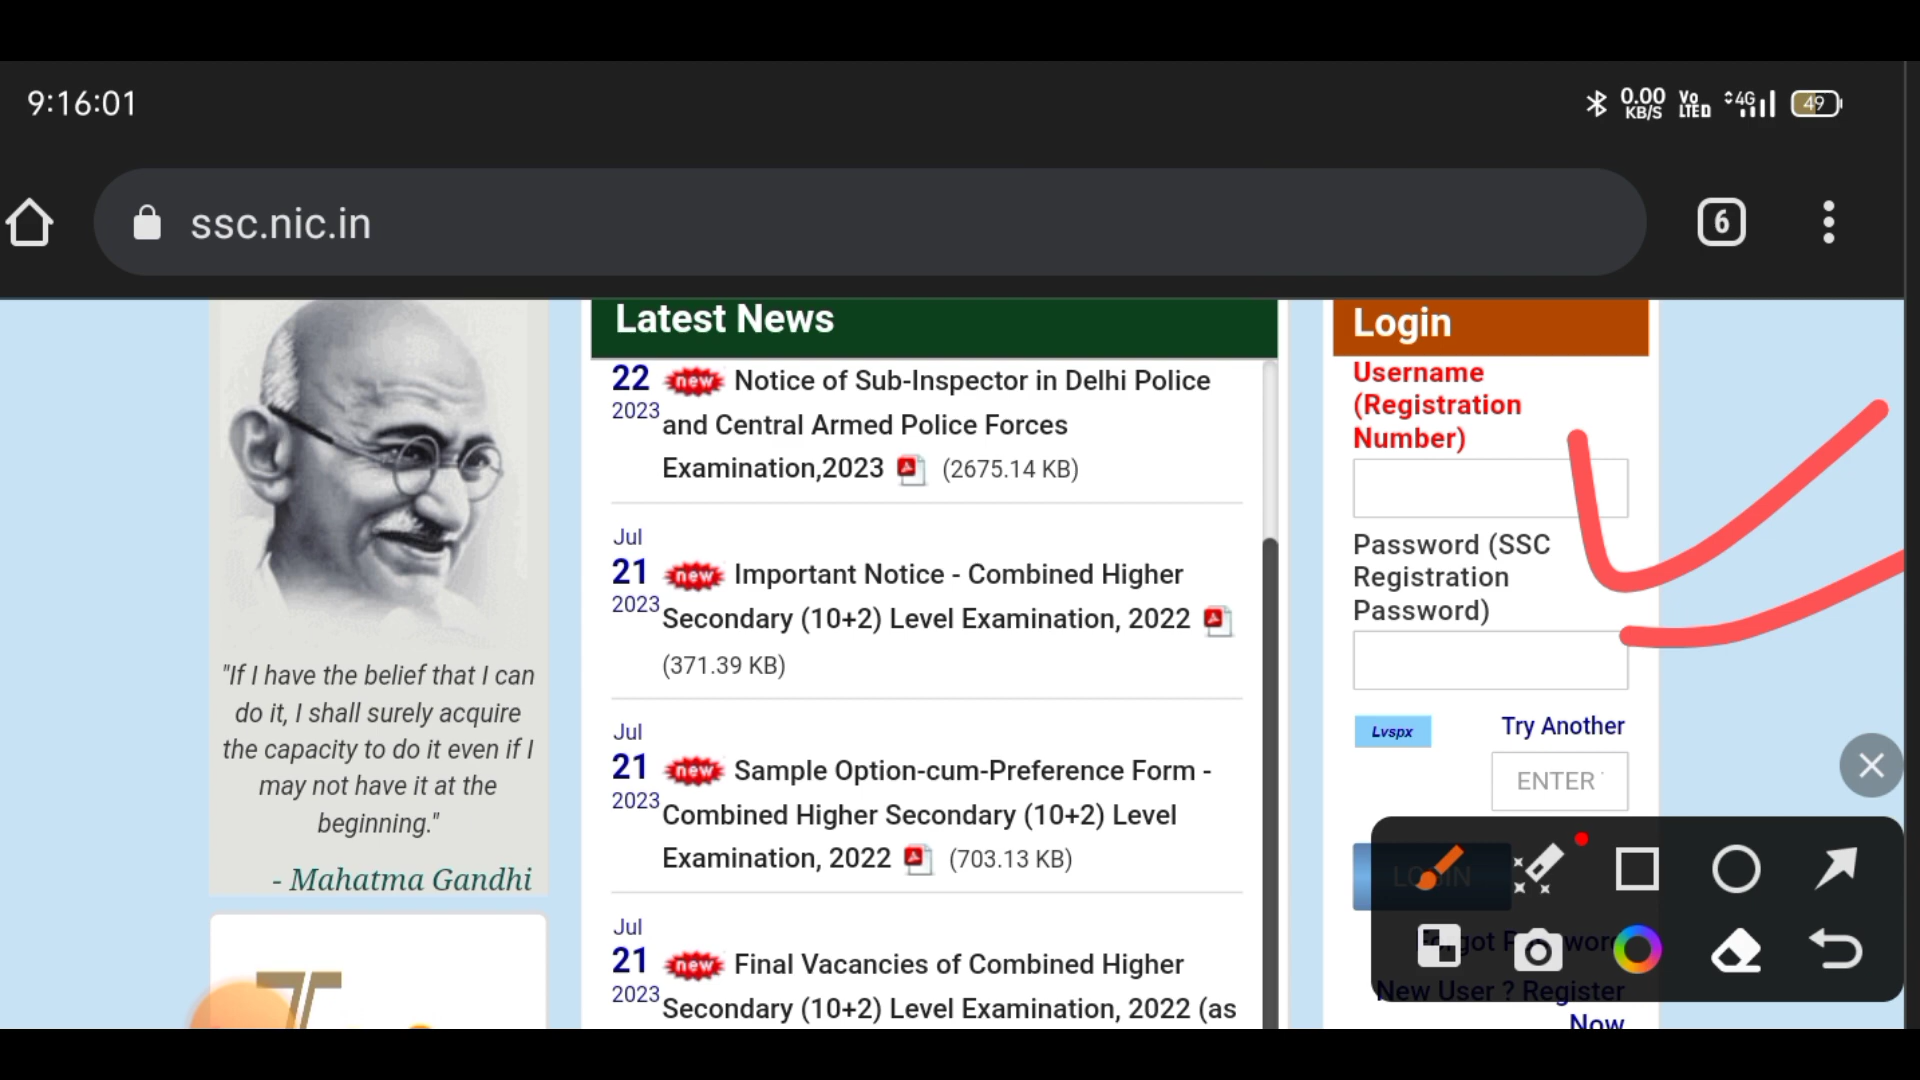 9:16:01
0.00
KB/S
Vo
LTE
4G
49
ssc.nic.in
6
"If I have the belief that I can
do it, I shall surely acquire
the capacity to do it even if I
may not have it at the
beginning."
- Mahatma Gandhi
Latest News
22
2023
new Notice of Sub-Inspector in Delhi Police
and Central Armed Police Forces
Examination,2023 (2675.14 KB)
Jul
21
2023
new Important Notice - Combined Higher
Secondary (10+2) Level Examination, 2022
(371.39 KB)
Jul
21
2023
new Sample Option-cum-Preference Form -
Combined Higher Secondary (10+2) Level
Examination, 2022 (703.13 KB)
Jul
21
2023
new Final Vacancies of Combined Higher
Secondary (10+2) Level Examination, 2022 (as
Login
Username
(Registration
Number)
Password (SSC
Registration
Password)
Lvspx
Try Another
ENTER
LOGIN
New User ? Register
Now